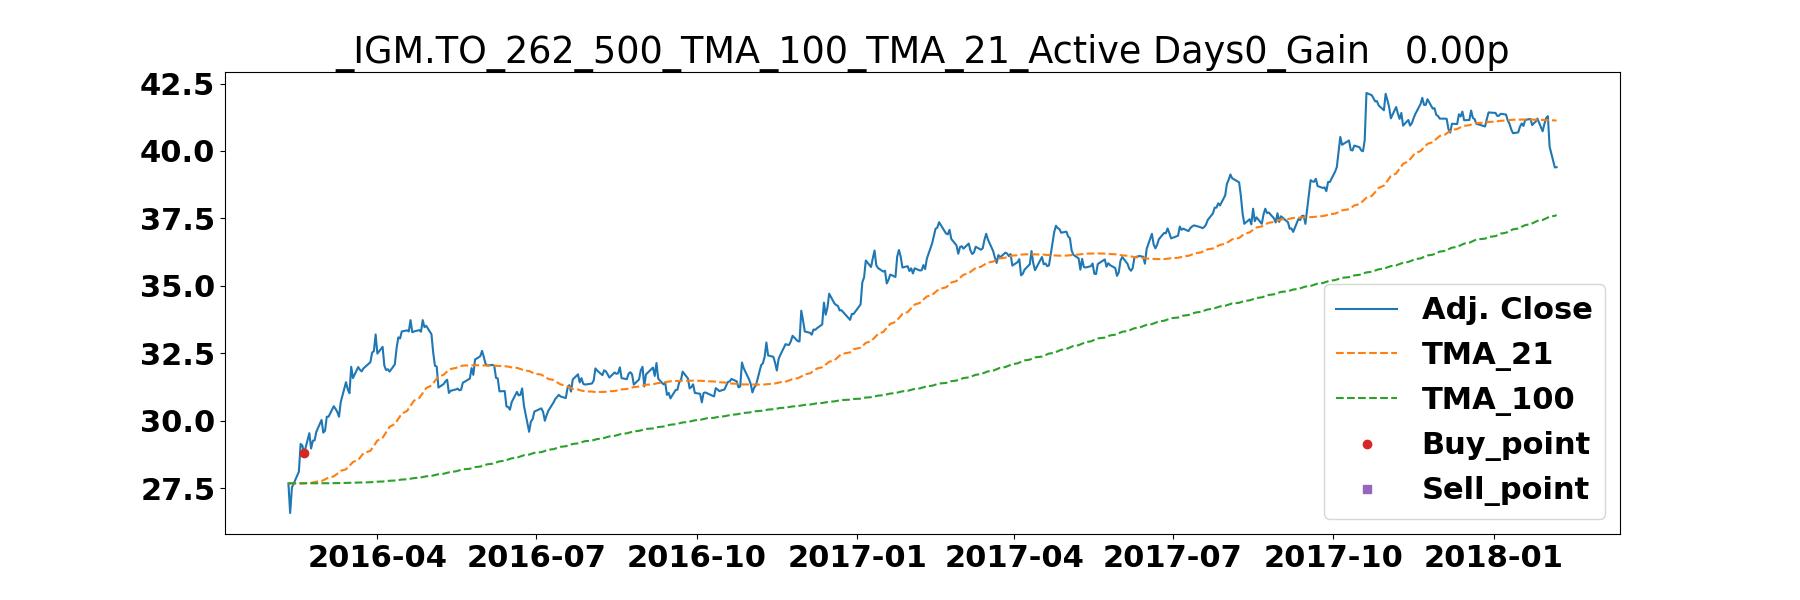 _IGM.TO_262_500_TMA_100_TMA_21_Active Days0_Gain   0.00p
42.5
40.0
37.5
35.0
32.5
30.0
27.5
Adj. Close
TMA_21
TMA_100
Buy_point
Sell_point
2016-04 2016-07 2016-10 2017-01 2017-04 2017-07 2017-10 2018-01